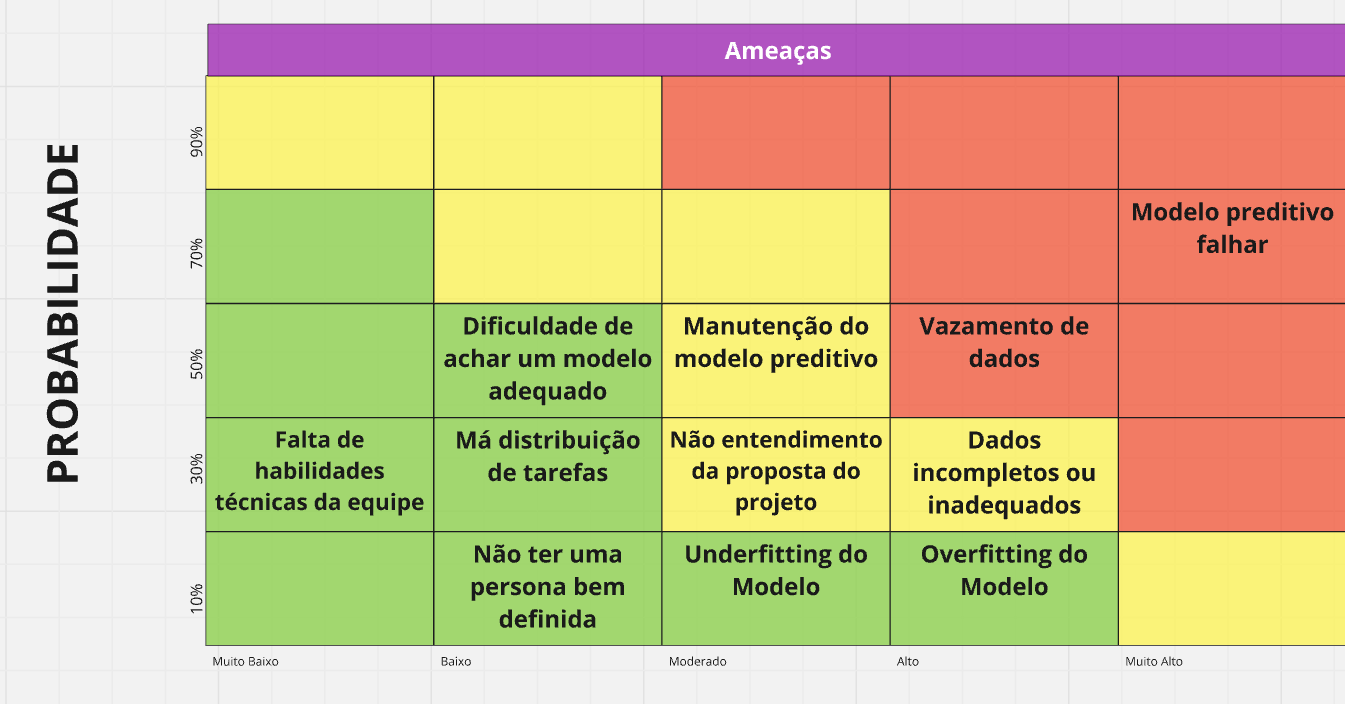 Ameaças
PROBABILIDADE
90%
70%
Modelo preditivo
falhar
50%
Dificuldade de
achar um modelo
adequado
Manutenção do
modelo preditivo
Vazamento de
dados
30%
Falta de
habilidades
técnicas da equipe
Má distribuição
de tarefas
Não entendimento
da proposta do
projeto
Dados
incompletos ou
inadequados
10%
Não ter uma
persona bem
definida
Underfitting do
Modelo
Overfitting do
Modelo
Muito Baixo
Baixo
Moderado
Alto
Muito Alto